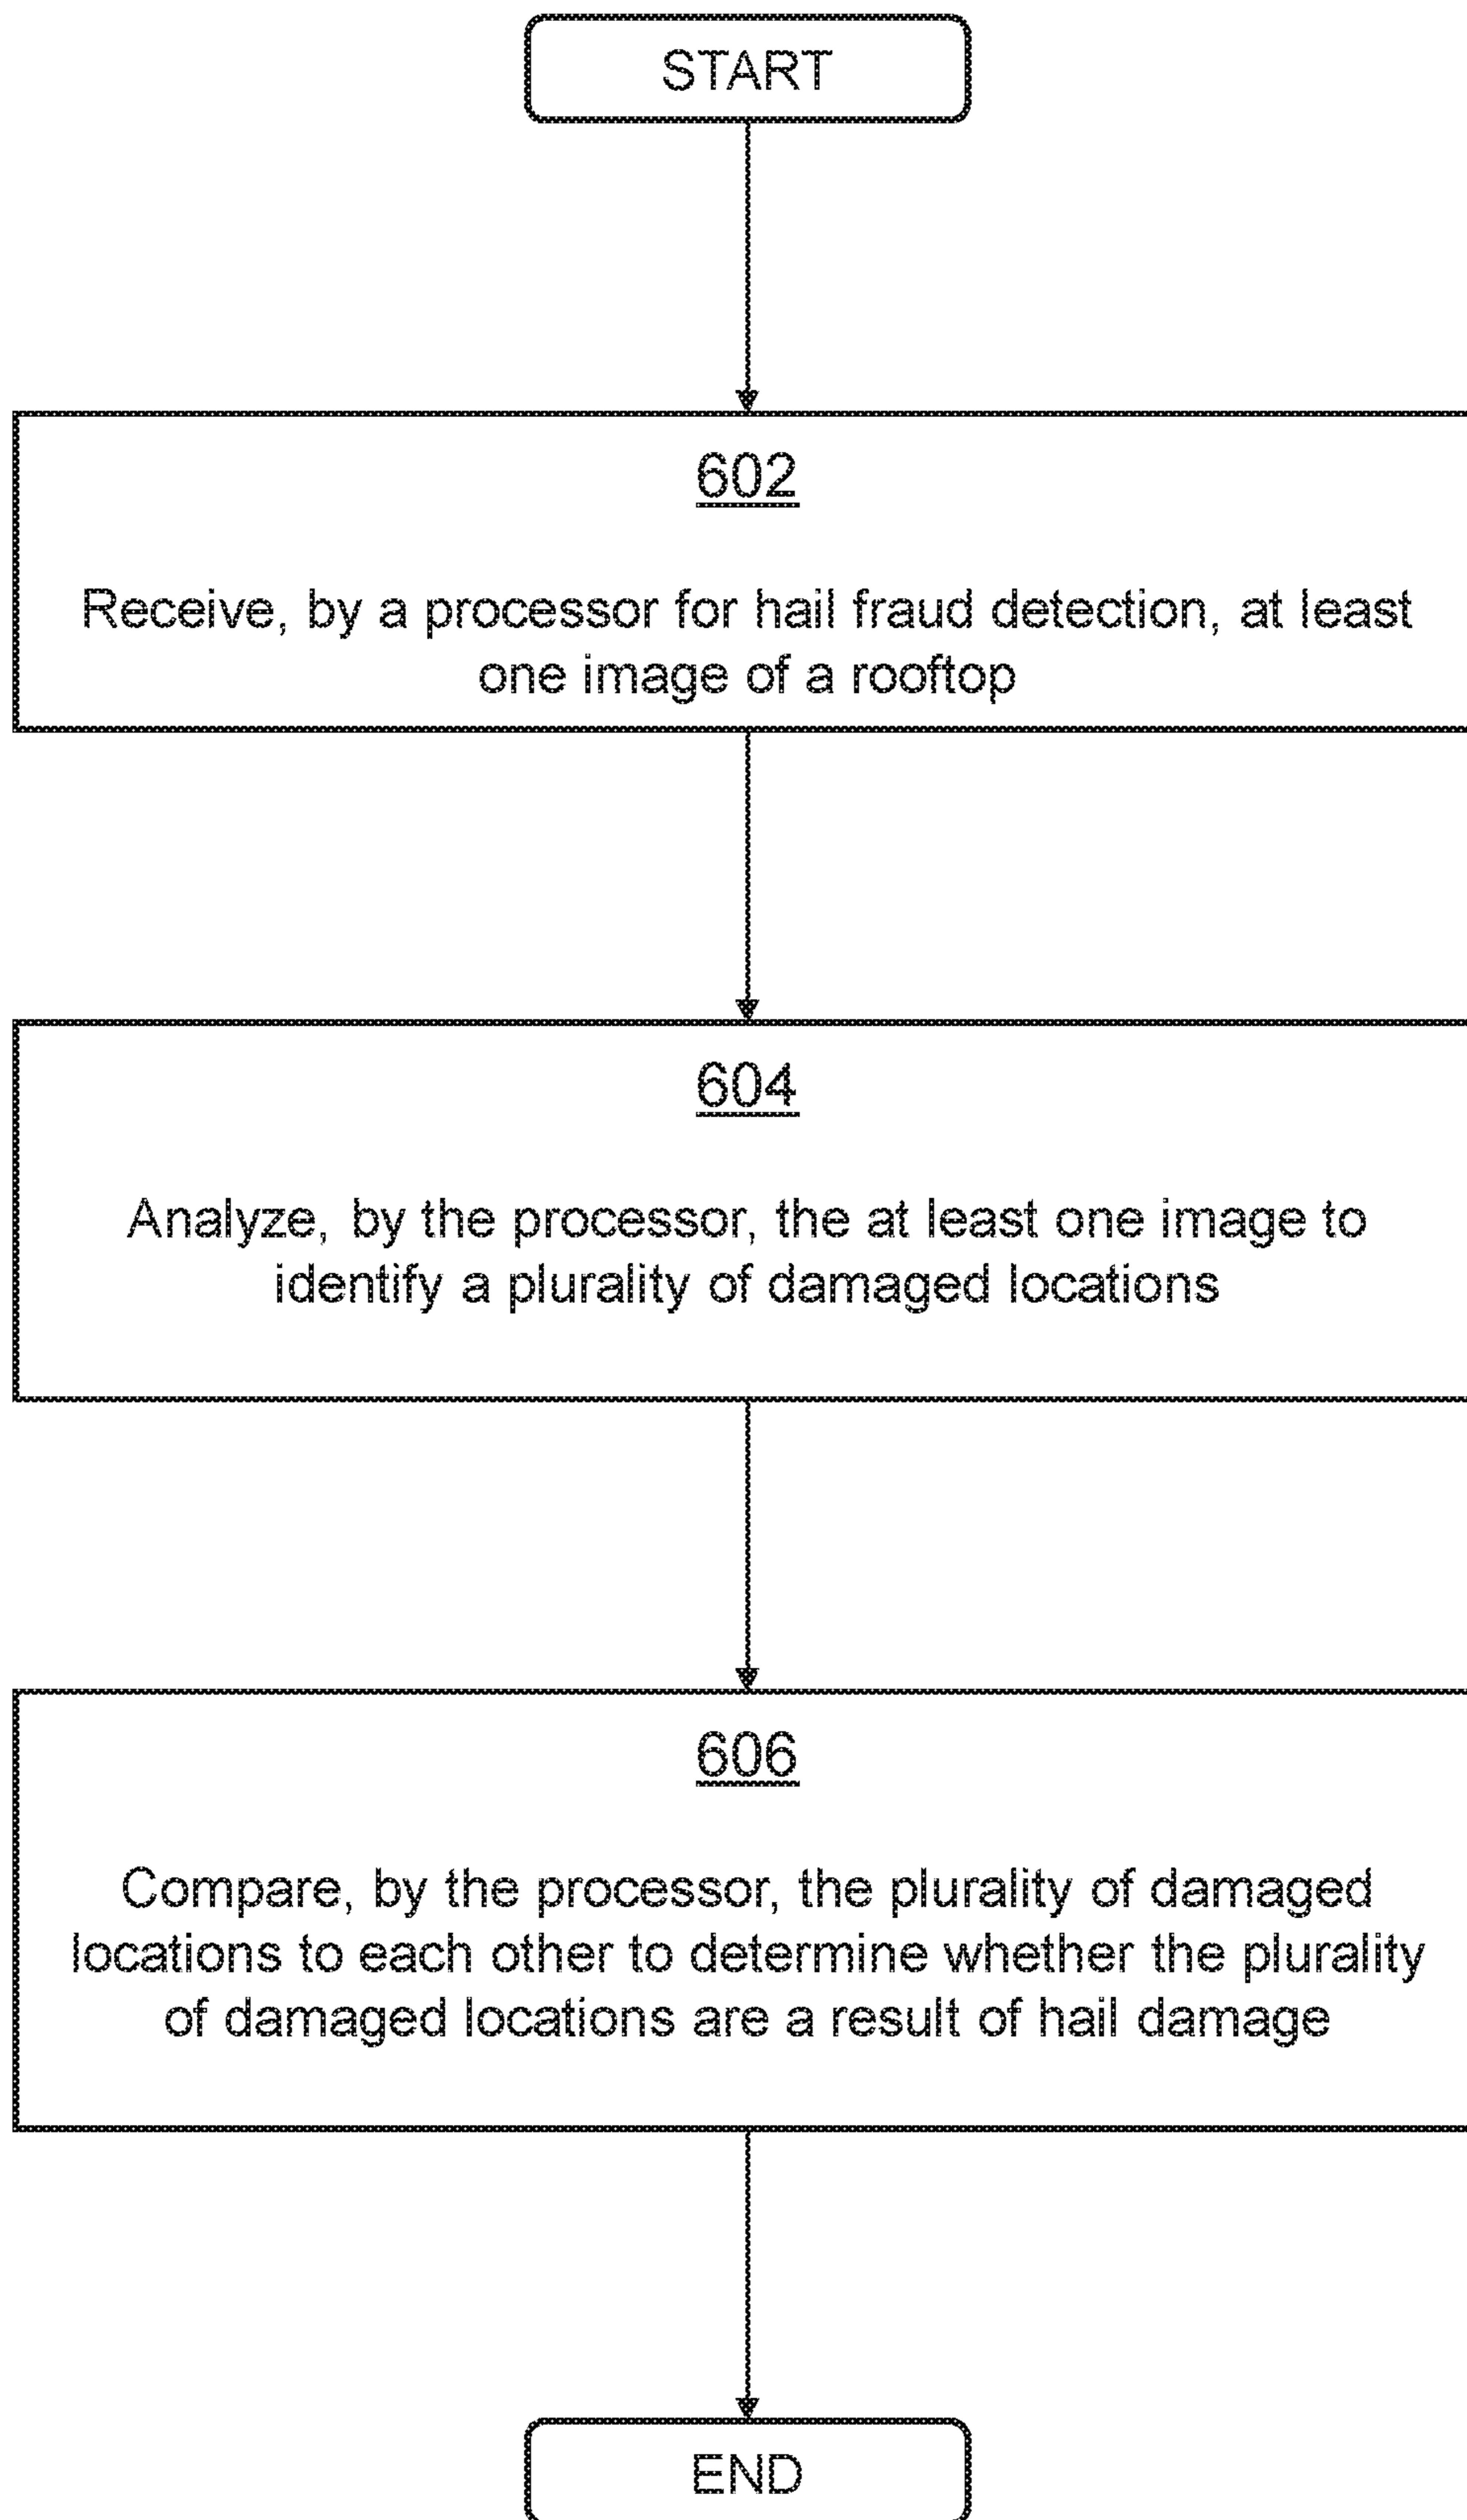 START
602
Receive, by a processor for hail fraud detection, at least
one image of a rooftop
604
Analyze, by the processor, the at least one image to
identify a plurality of damaged locations
606
Compare, by the processor, the plurality of damaged
locations to each other to determine whether the plurality
of damaged locations are a result of hail damage
END